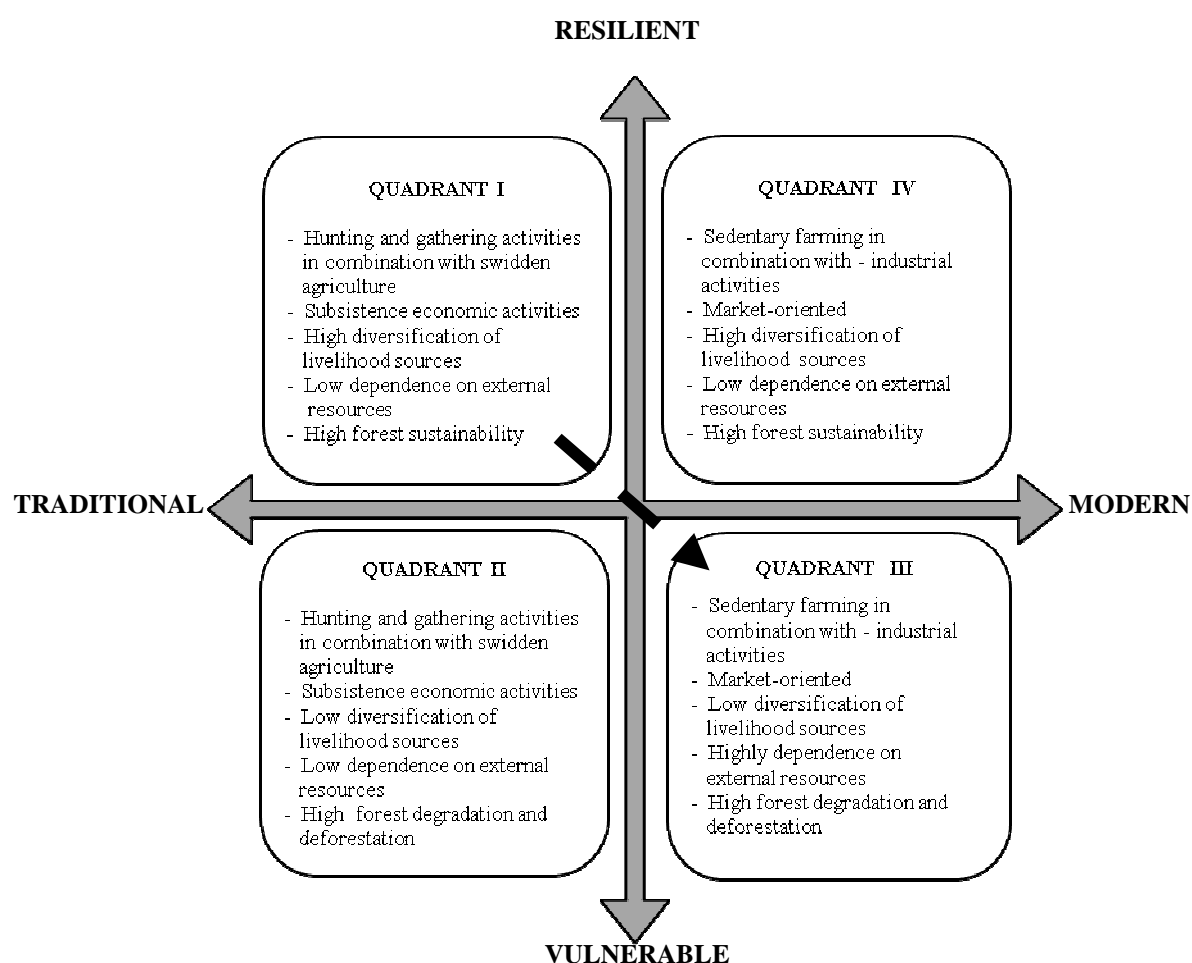 RESILIENT
QUADRANT I
- Hunting and gathering activities
in combination with swidden
agriculture
- Subsistence economic activities
- High diversification of
livelihood sources
- Low dependence on external
resources
- High forest sustainability
QUADRANT IV
- Sedentary farming in
combination with - industrial
activities
- Market-oriented
- High diversification of
livelihood sources
- Low dependence on external
resources
- High forest sustainability
TRADITIONAL
MODERN
QUADRANT II
- Hunting and gathering activities
in combination with swidden
agriculture
- Subsistence economic activities
- Low diversification of
livelihood sources
- Low dependence on external
resources
- High forest degradation and
deforestation
QUADRANT III
- Sedentary farming in
combination with - industrial
activities
- Market-oriented
- Low diversification of
livelihood sources
- Highly dependence on
external resources
- High forest degradation and
deforestation
VULNERABLE